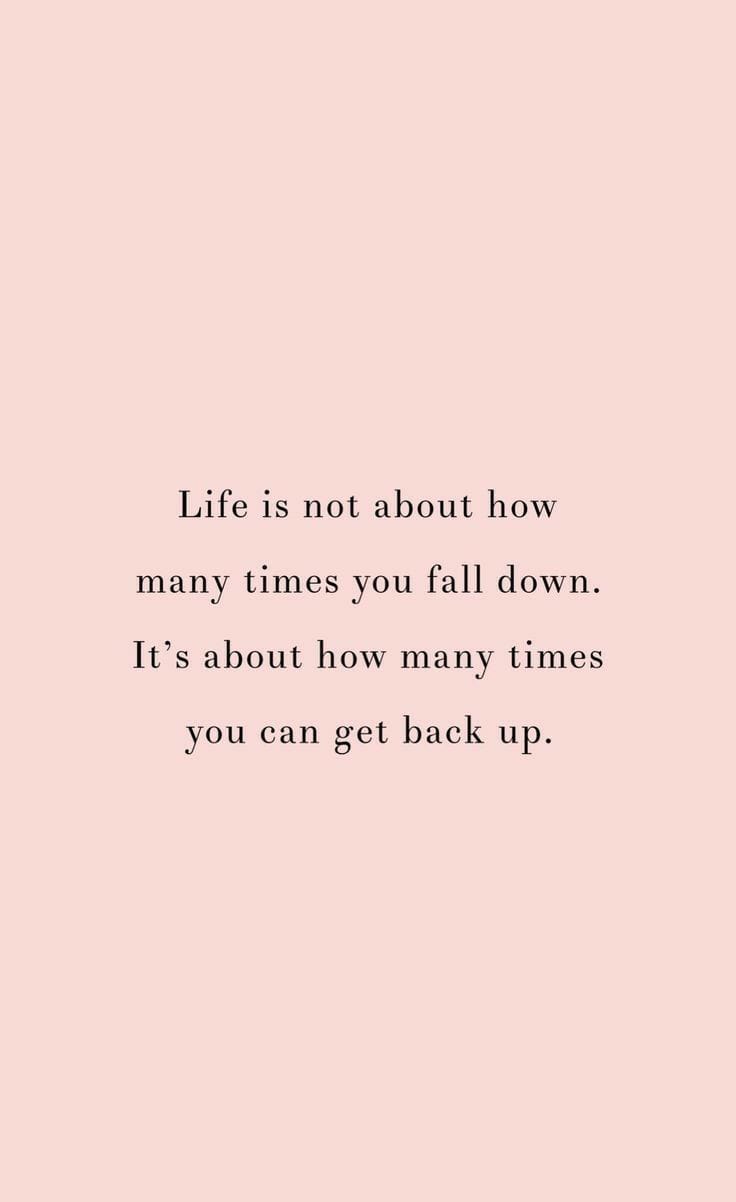 Life is not about how
many times you fall down.
It’s about how many times
you can get back up.